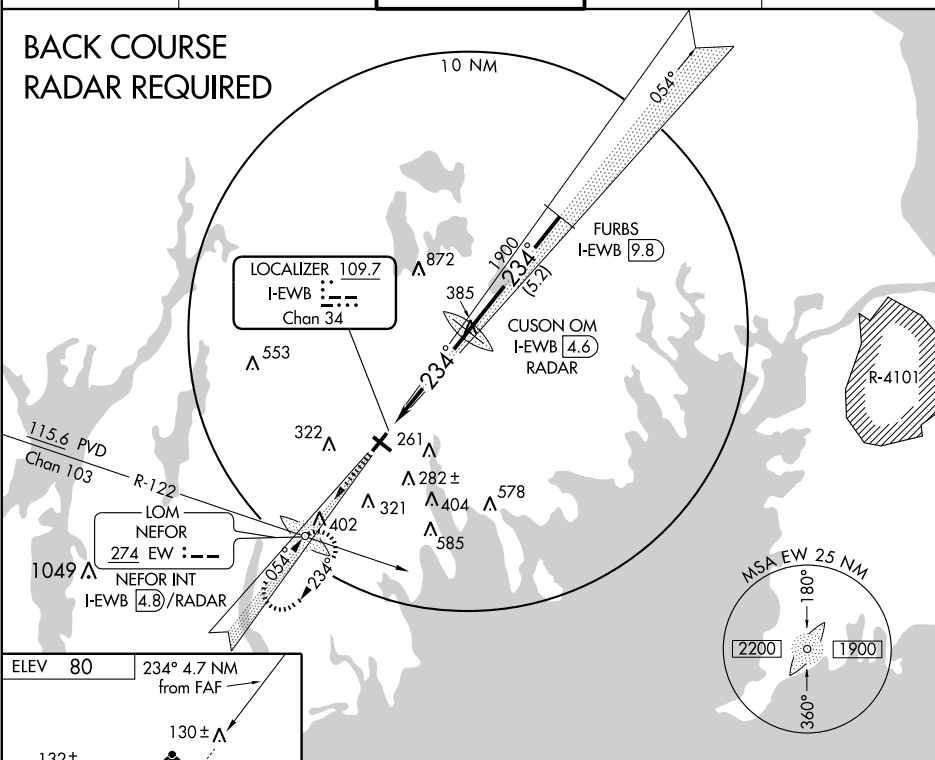 BACK COURSE
RADAR REQUIRED
10 NM
054°
FURBS
I-EWB 9.8
1900
234°
(5.2)
872
LOCALIZER 109.7
I-EWB
Chan 34
385
CUSON OM
I-EWB 4.6
RADAR
553
234°
R-4101
322
261
115.6 PVD
Chan 103
R-122
282 ±
321
404
578
585
LOM
NEFOR
274 EW
402
1049
NEFOR INT
I-EWB 4.8/RADAR
054°
234°
MSA EW 25 NM
180°
2200
1900
360°
ELEV 80
234° 4.7 NM
from FAF
130 ±
132±